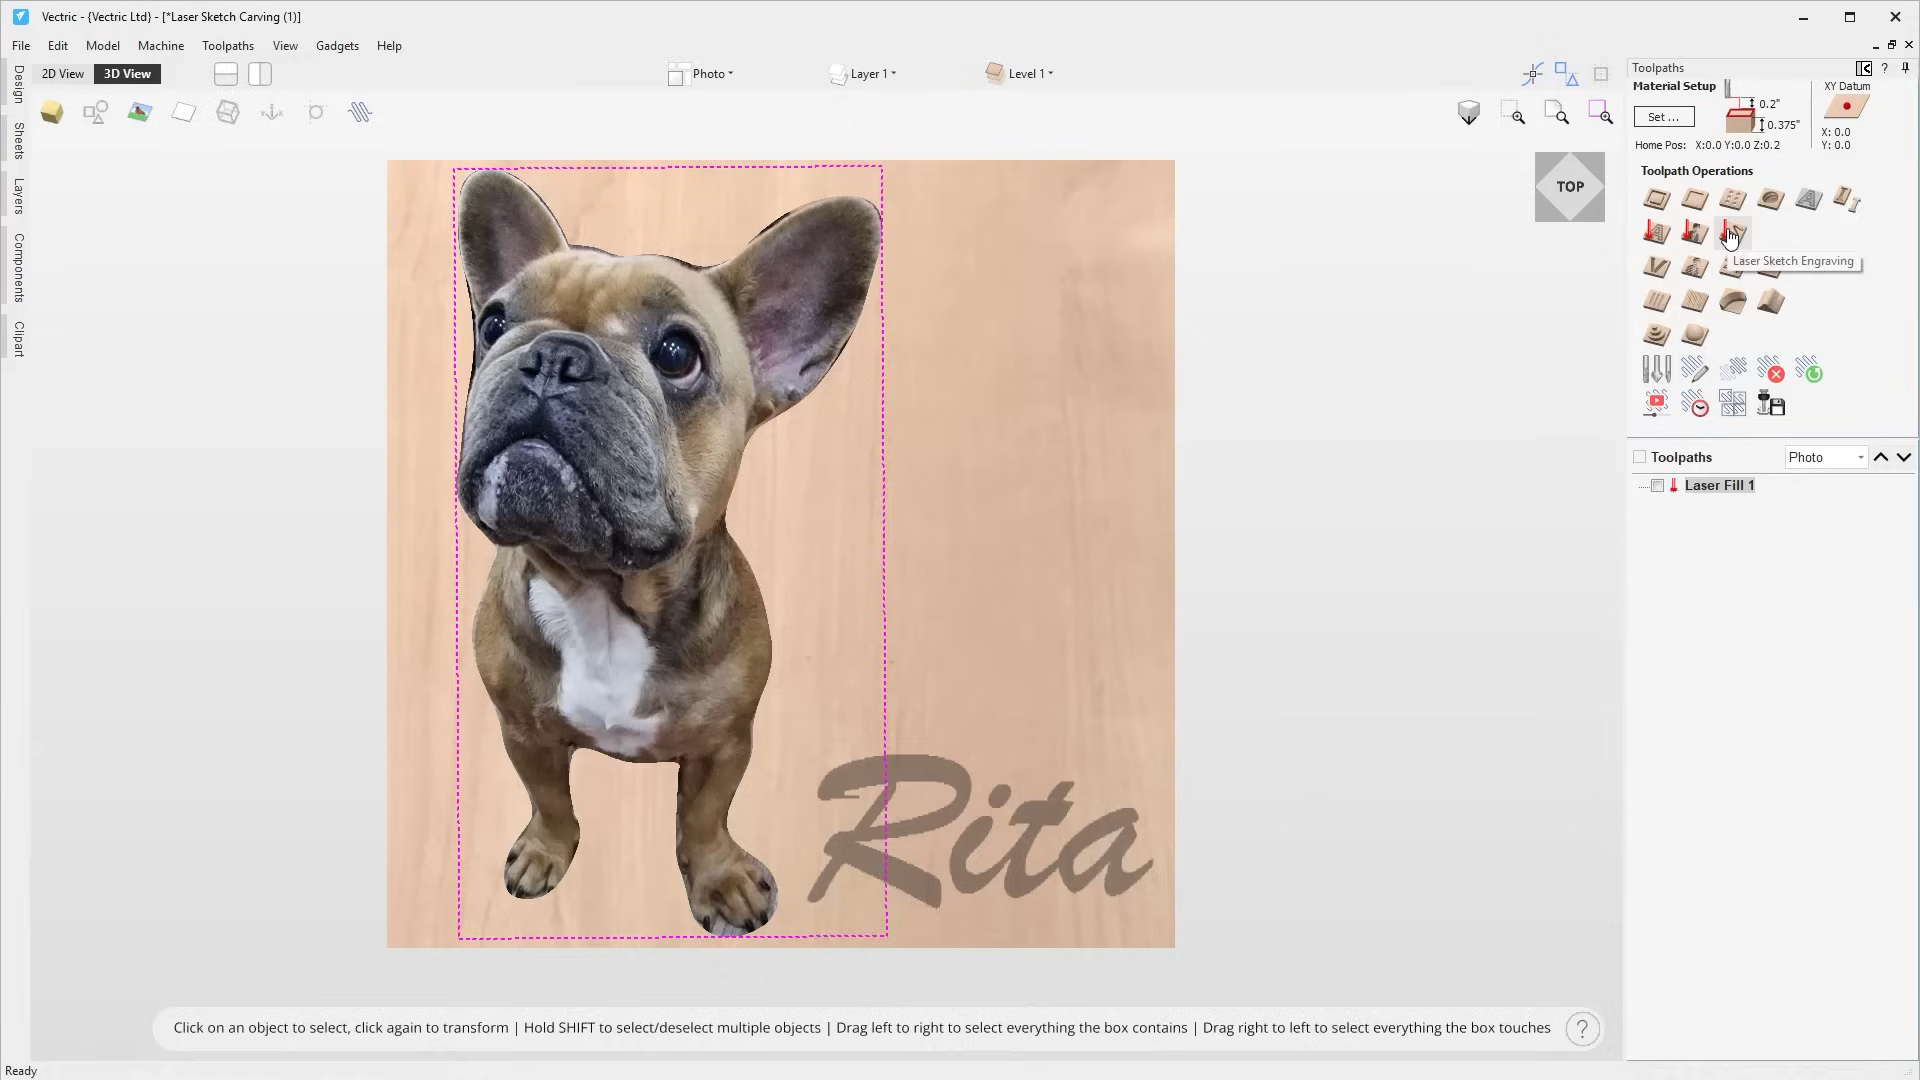 Vectric - {Vectric Ltd} - [*Laser Sketch Carving (1)]
File Edit Model Machine Toolpaths View Gadgets Help
2D View 3D View Photo Layer 1 Level 1
Design
Sheets
Layers
Components
Clipart
TOP
Rita
Toolpaths ?
Material Setup
Set ...
0.2"
0.375"
XY Datum
X: 0.0
Y: 0.0
Home Pos: X:0.0 Y:0.0 Z:0.2
Toolpath Operations
Laser Sketch Engraving
Toolpaths Photo
Laser Fill 1
Click on an object to select, click again to transform | Hold SHIFT to select/deselect multiple objects | Drag left to right to select everything the box contains | Drag right to left to select everything the box touches ?
Ready